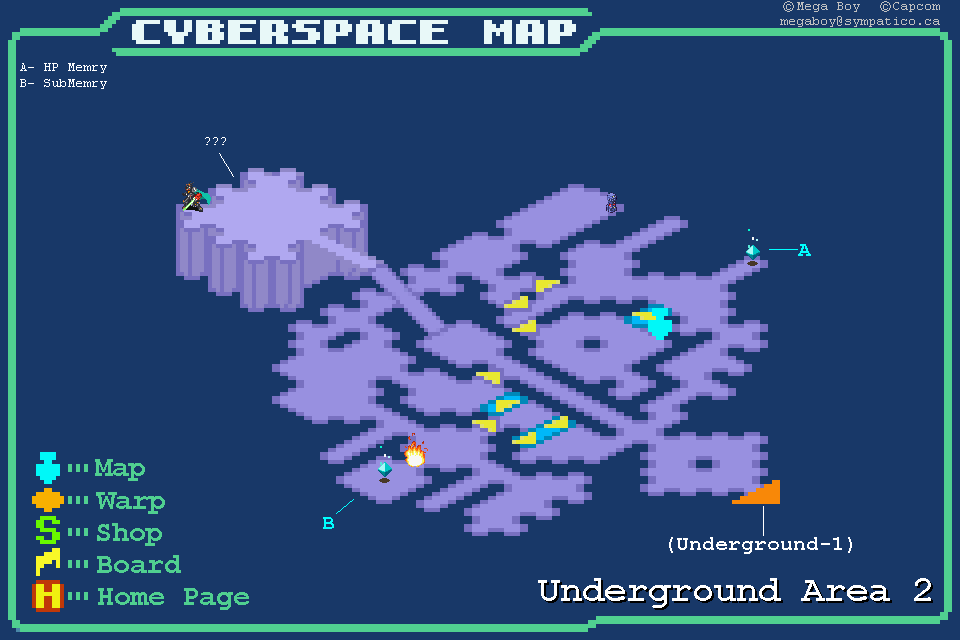 ©Mega Boy ©Capcom
megaboy@sympatico.ca
CYBERSPACE MAP
A- HP Memry
B- SubMemry
???
A
B
Map
Warp
S Shop
Board
H Home Page
(Underground-1)
Underground Area 2